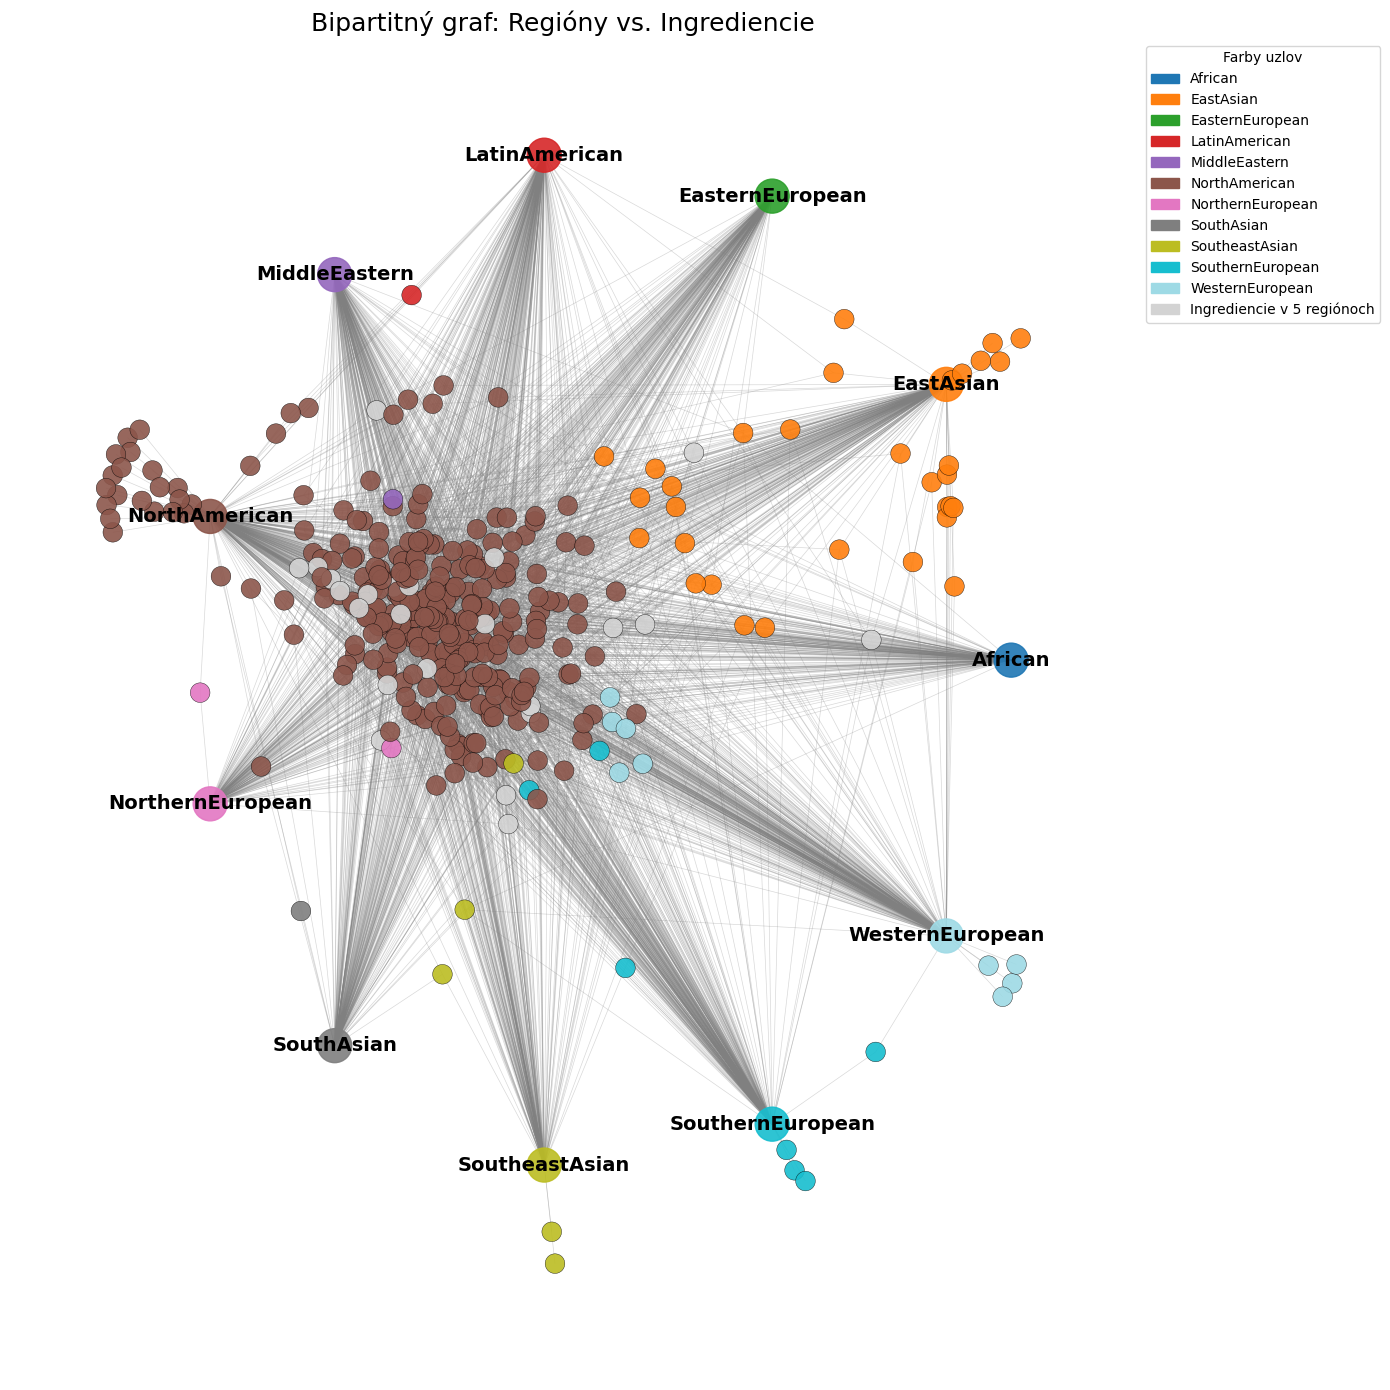 Bipartitný graf: Regióny vs. Ingrediencie
Farby uzlov
African
EastAsian
EasternEuropean
LatinAmerican
MiddleEastern
NorthAmerican
NorthernEuropean
SouthAsian
SoutheastAsian
SouthernEuropean
WesternEuropean
Ingrediencie v 5 regiónoch
LatinAmerican
EasternEuropean
MiddleEastern
EastAsian
NorthAmerican
African
NorthernEuropean
WesternEuropean
SouthAsian
SouthernEuropean
SoutheastAsian